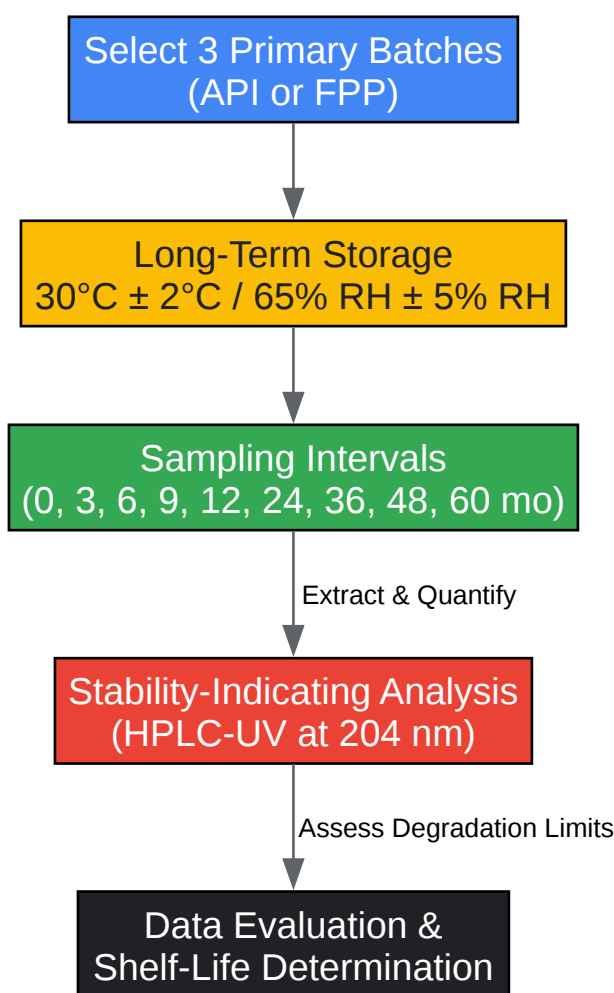 Select 3 Primary Batches
(API or FPP)
Long-Term Storage
30°C ± 2°C / 65% RH ± 5% RH
Sampling Intervals
(0, 3, 6, 9, 12, 24, 36, 48, 60 mo)
Extract & Quantify
Stability-Indicating Analysis
(HPLC-UV at 204 nm)
Assess Degradation Limits
Data Evaluation &
Shelf-Life Determination